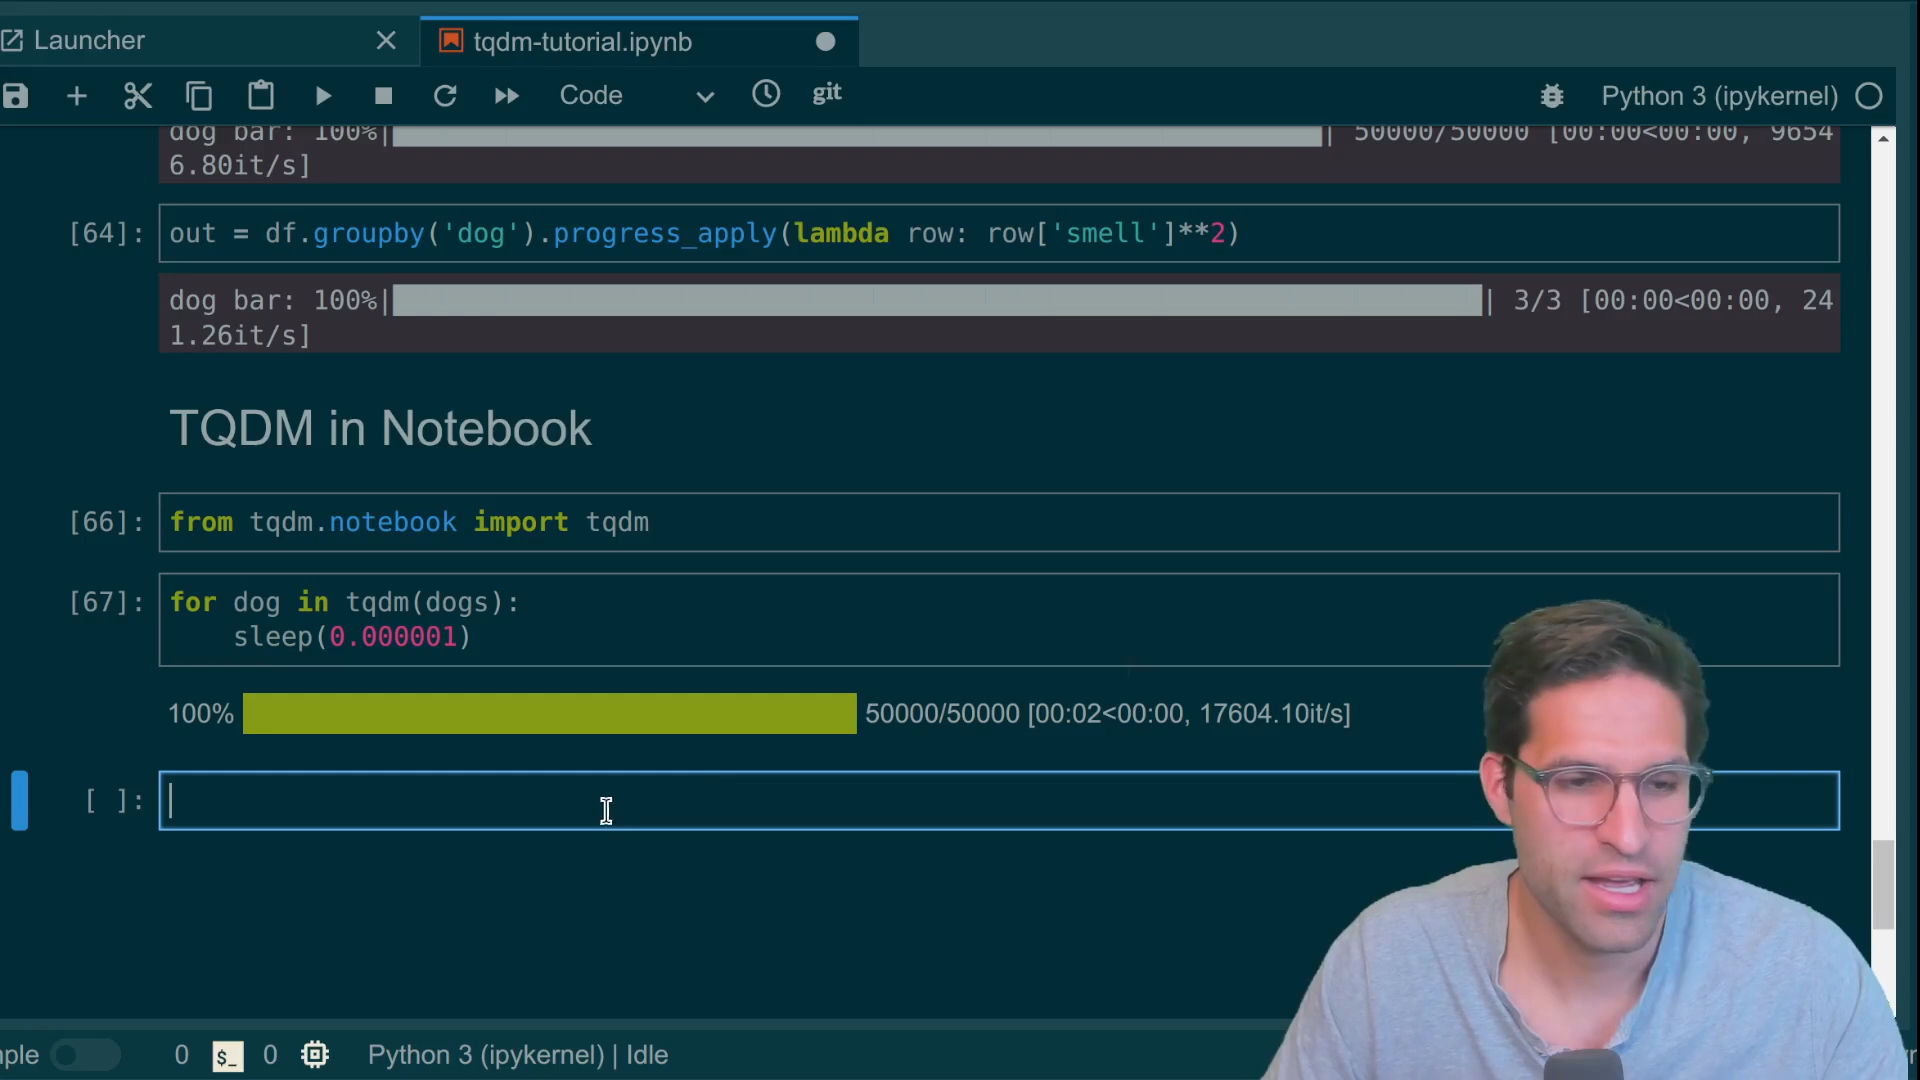 Launcher
tqdm-tutorial.ipynb
Code
git
Python 3 (ipykernel)
dog bar: 100%| | 50000/50000 [00:00<00:00, 9654
6.80it/s]
[64]: out = df.groupby('dog').progress_apply(lambda row: row['smell']**2)
dog bar: 100%| | 3/3 [00:00<00:00, 24
1.26it/s]
TQDM in Notebook
[66]: from tqdm.notebook import tqdm
[67]: for dog in tqdm(dogs):
sleep(0.000001)
100% 50000/50000 [00:02<00:00, 17604.10it/s]
[ ]:
0 $_ 0 Python 3 (ipykernel) | Idle